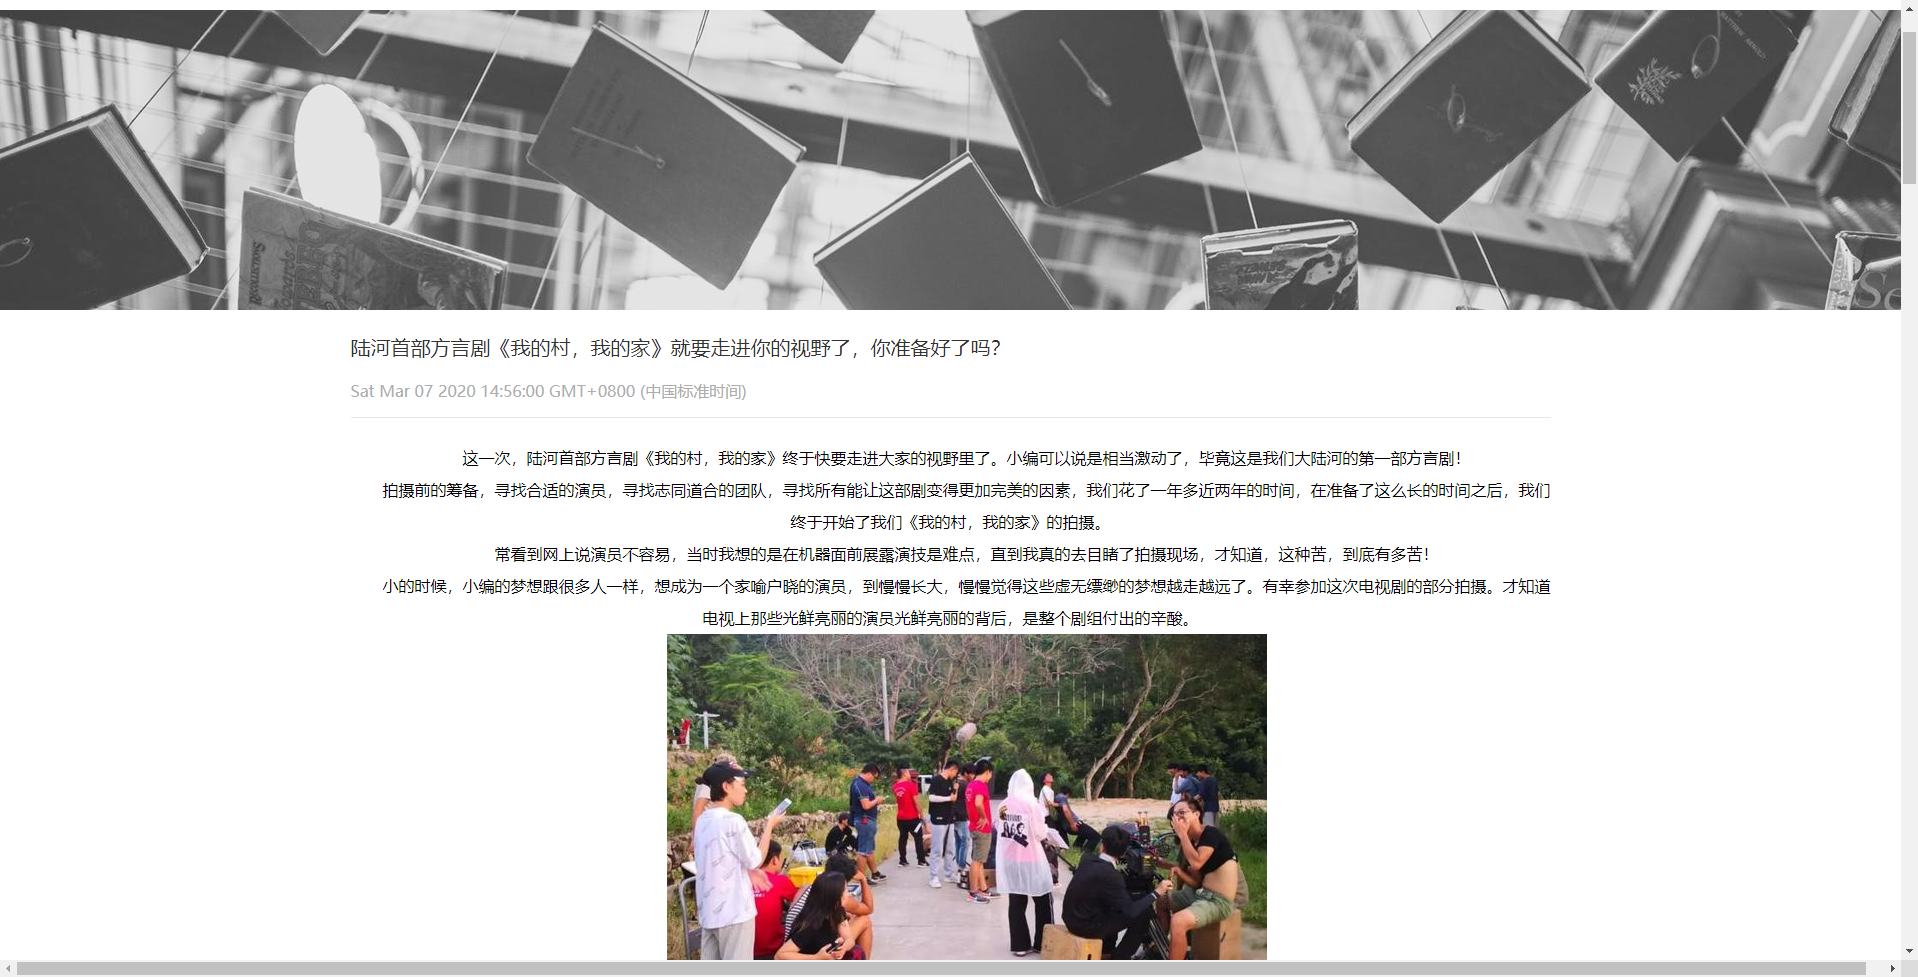 陆河首部方言剧《我的村，我的家》就要走进你的视野了，你准备好了吗？
Sat Mar 07 2020 14:56:00 GMT+0800 (中国标准时间)
这一次，陆河首部方言剧《我的村，我的家》终于快要走进大家的视野里了。小编可以说是相当激动了，毕竟这是我们大陆河的第一部方言剧！
拍摄前的筹备，寻找合适的演员，寻找志同道合的团队，寻找所有能让这部剧变得更加完美的因素，我们花了一年多近两年的时间，在准备了这么长的时间之后，我们
终于开始了我们《我的村，我的家》的拍摄。
常看到网上说演员不容易，当时我想的是在机器面前展露演技是难点，直到我真的去目睹了拍摄现场，才知道，这种苦，到底有多苦！
小的时候，小编的梦想跟很多人一样，想成为一个家喻户晓的演员，到慢慢长大，慢慢觉得这些虚无缥缈的梦想越走越远了。有幸参加这次电视剧的部分拍摄。才知道
电视上那些光鲜亮丽的演员光鲜亮丽的背后，是整个剧组付出的辛酸。